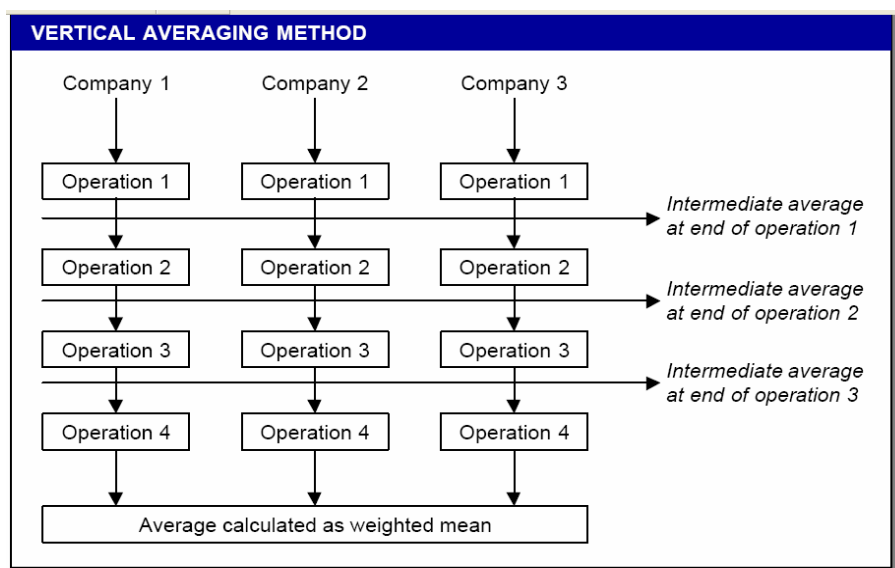 VERTICAL AVERAGING METHOD
Company 1 Company 2 Company 3
Operation 1 Operation 1 Operation 1
Intermediate average
at end of operation 1
Operation 2 Operation 2 Operation 2
Intermediate average
at end of operation 2
Operation 3 Operation 3 Operation 3
Intermediate average
at end of operation 3
Operation 4 Operation 4 Operation 4
Average calculated as weighted mean